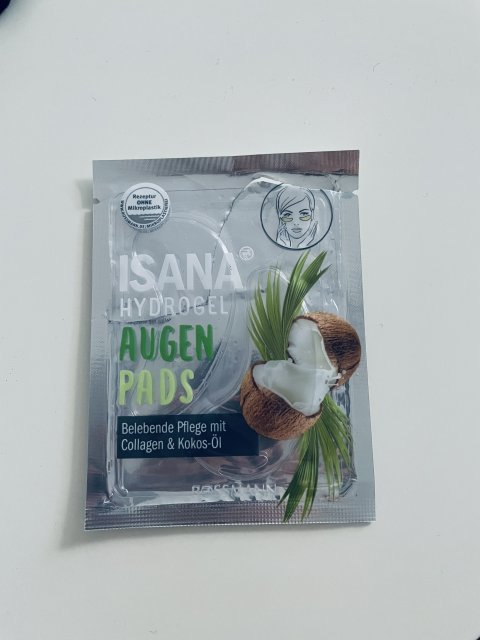 Rezeptur
OHNE
Mikroplastik
ISANA
HYDROGEL
AUGEN
PADS
Belebende Pflege mit
Collagen & Kokos-Öl
ROSSMANN